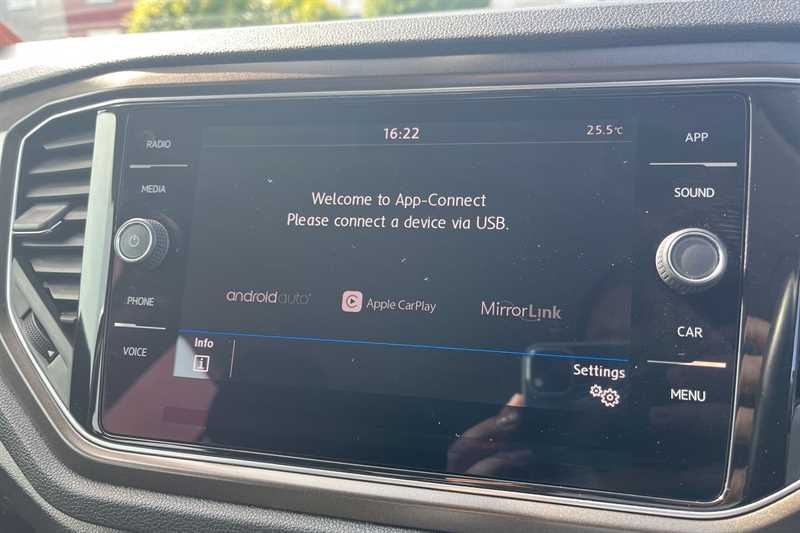 RADIO
MEDIA
PHONE
VOICE
16:22
25.5°C
Welcome to App-Connect
Please connect a device via USB.
androidauto
Apple CarPlay
MirrorLink
Info
i
Settings
APP
SOUND
CAR
MENU